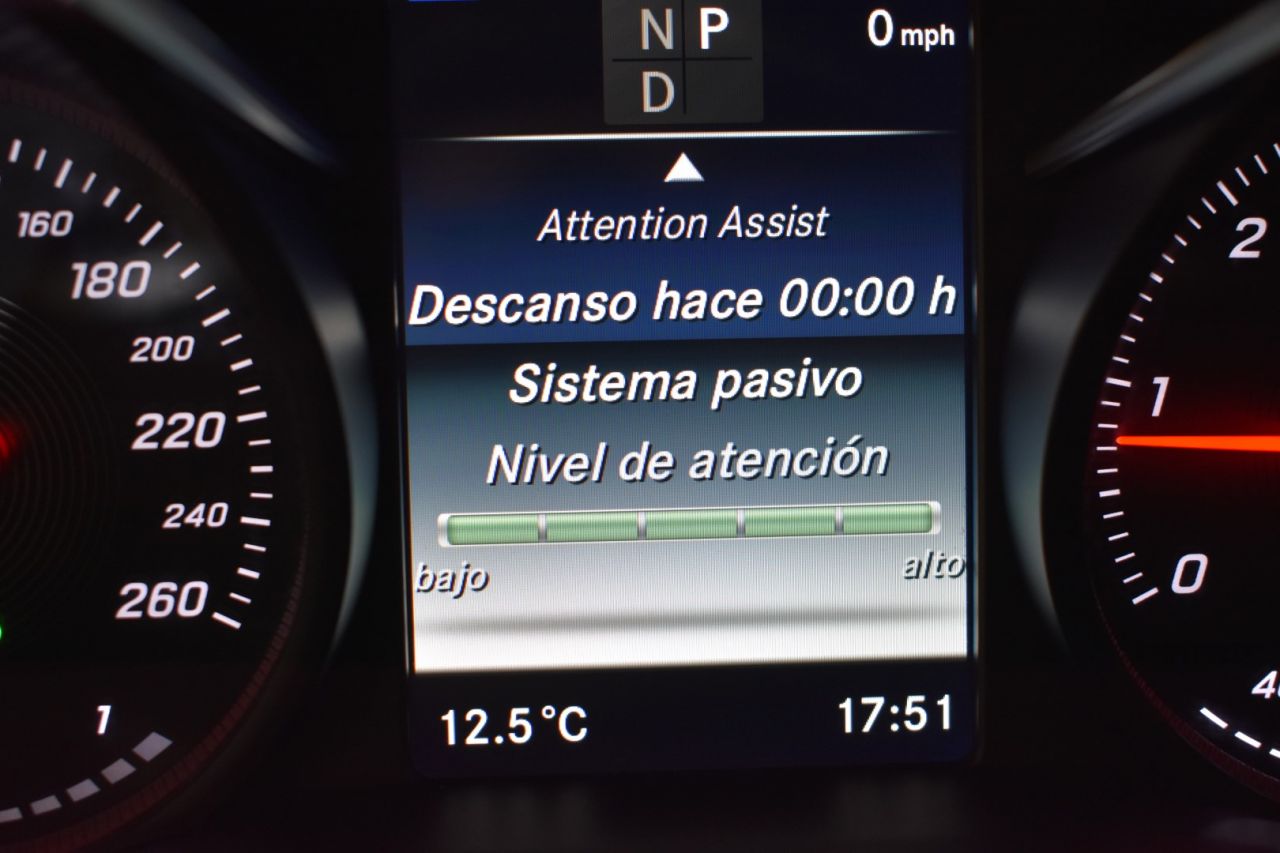 N P
D
0 mph
Attention Assist
Descanso hace 00:00 h
Sistema pasivo
Nivel de atención
bajo alto
12.5°C 17:51
160
180
200
220
240
260
1
2
1
0